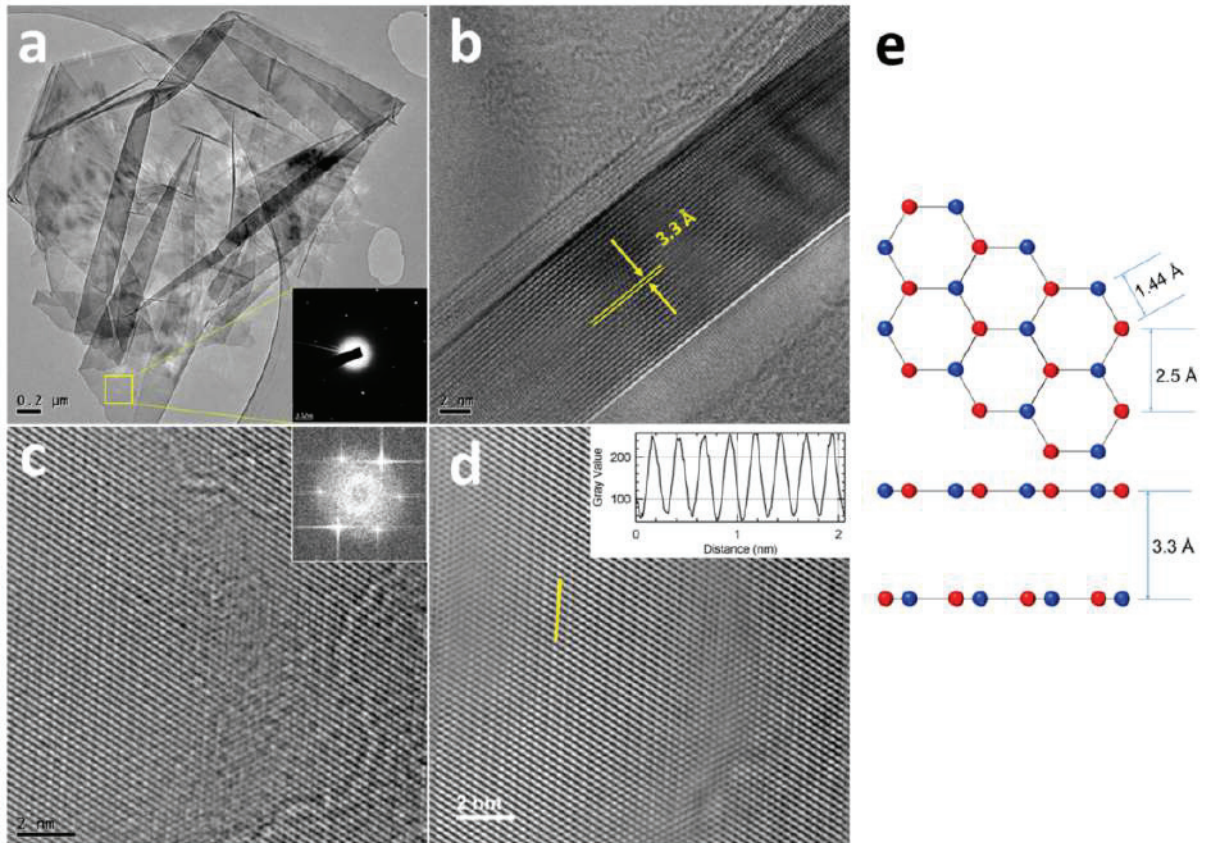 a
0.2 µm
b
3.3 Å
2 nm
c
2 nm
d
Gray Value
200
100
0
1
2
Distance (nm)
2 nm
e
1.44 Å
2.5 Å
3.3 Å